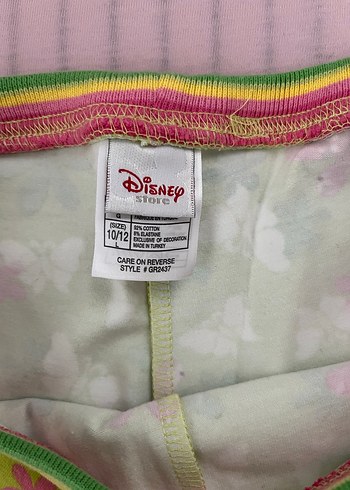 Disney
Store
G
(SIZE)
10/12
L
92% COTTON
8% ELASTANE
EXCLUSIVE OF DECORATION
MADE IN TURKEY
CARE ON REVERSE
STYLE # GR2437